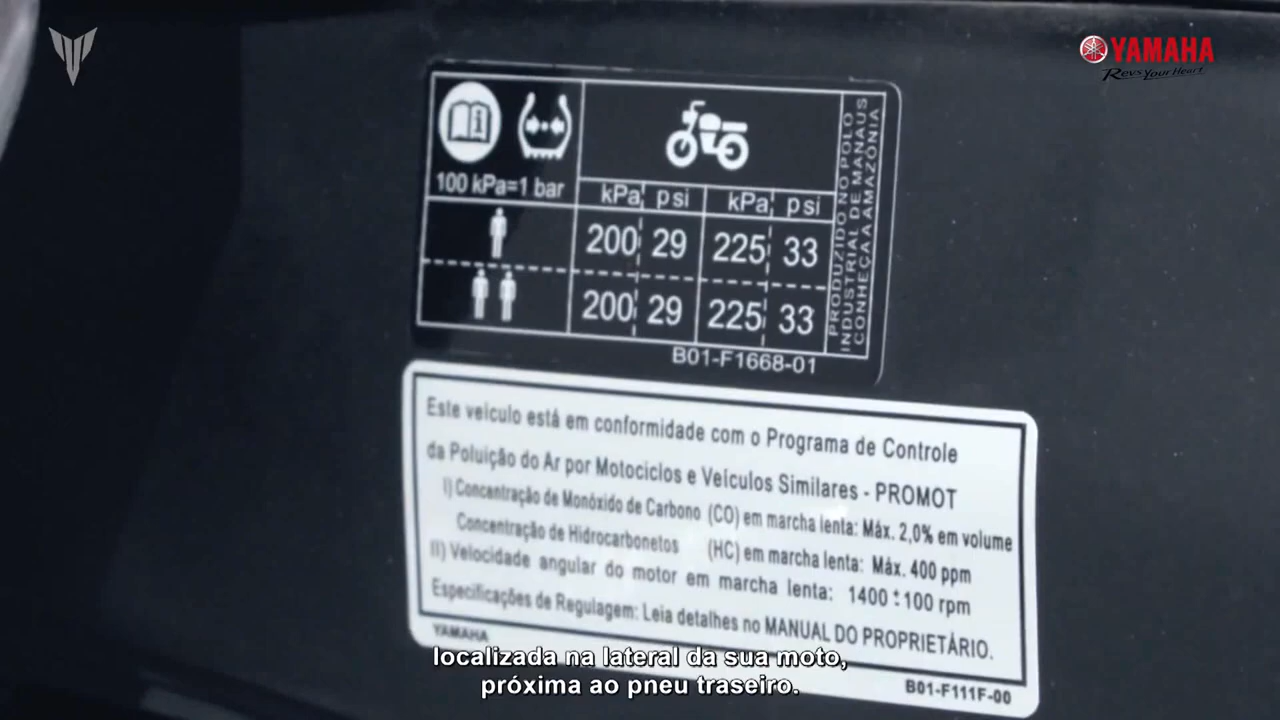 YAMAHA
Revs Your Heart
100 kPa=1 bar
kPa psi kPa psi
200 29 225 33
200 29 225 33
PRODUZIDO NO POLO
INDUSTRIAL DE MANAUS
CONHEÇA A AMAZÔNIA
B01-F1668-01
Este veículo está em conformidade com o Programa de Controle
da Poluição do Ar por Motociclos e Veículos Similares - PROMOT
I) Concentração de Monóxido de Carbono (CO) em marcha lenta: Máx. 2,0% em volume
Concentração de Hidrocarbonetos (HC) em marcha lenta: Máx. 400 ppm
II) Velocidade angular do motor em marcha lenta: 1400 ± 100 rpm
Especificações de Regulagem: Leia detalhes no MANUAL DO PROPRIETÁRIO.
YAMAHA
B01-F111F-00
localizada na lateral da sua moto,
próxima ao pneu traseiro.